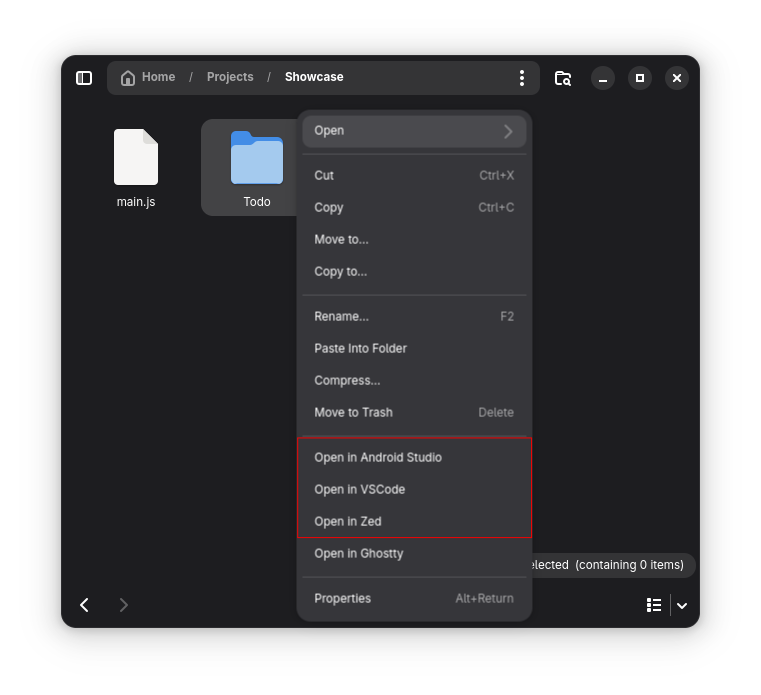 Home / Projects / Showcase
main.js
Todo
Open
Cut Ctrl+X
Copy Ctrl+C
Move to...
Copy to...
Rename... F2
Paste Into Folder
Compress...
Move to Trash Delete
Open in Android Studio
Open in VSCode
Open in Zed
Open in Ghostty
(containing 0 items)
Properties Alt+Return